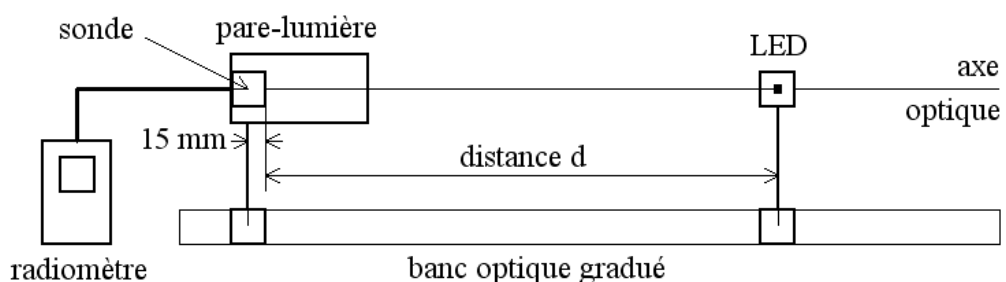 sonde
pare-lumière
LED
axe
optique
15 mm
distance d
radiomètre
banc optique gradué